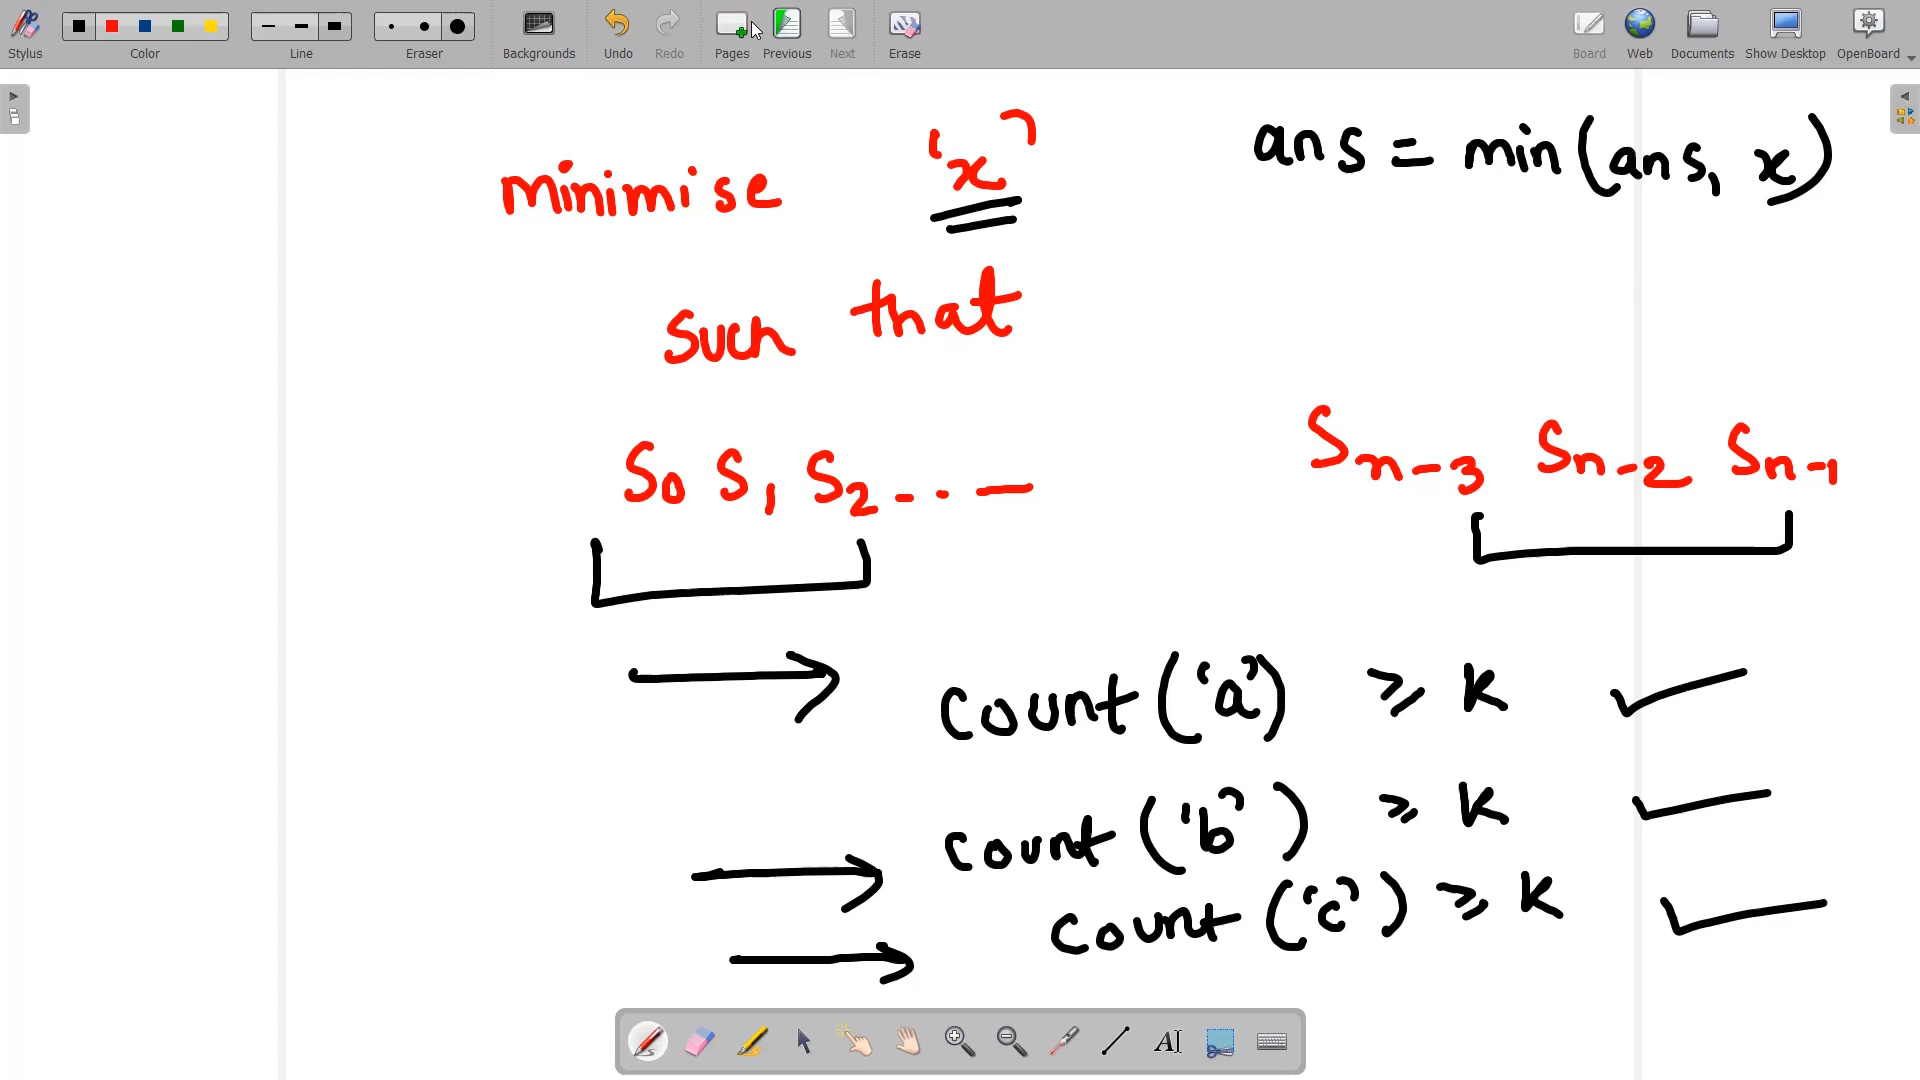 Stylus Color Line Eraser Backgrounds Undo Redo Pages Previous Next Erase Board Web Documents Show Desktop OpenBoard
minimise 'x'
ans = min(ans, x)
such that
S0 S1 S2 ... —
Sn-3 Sn-2 Sn-1
count('a') ≥ K ✓
count('b') ≥ K ✓
count('c') ≥ K ✓
AI